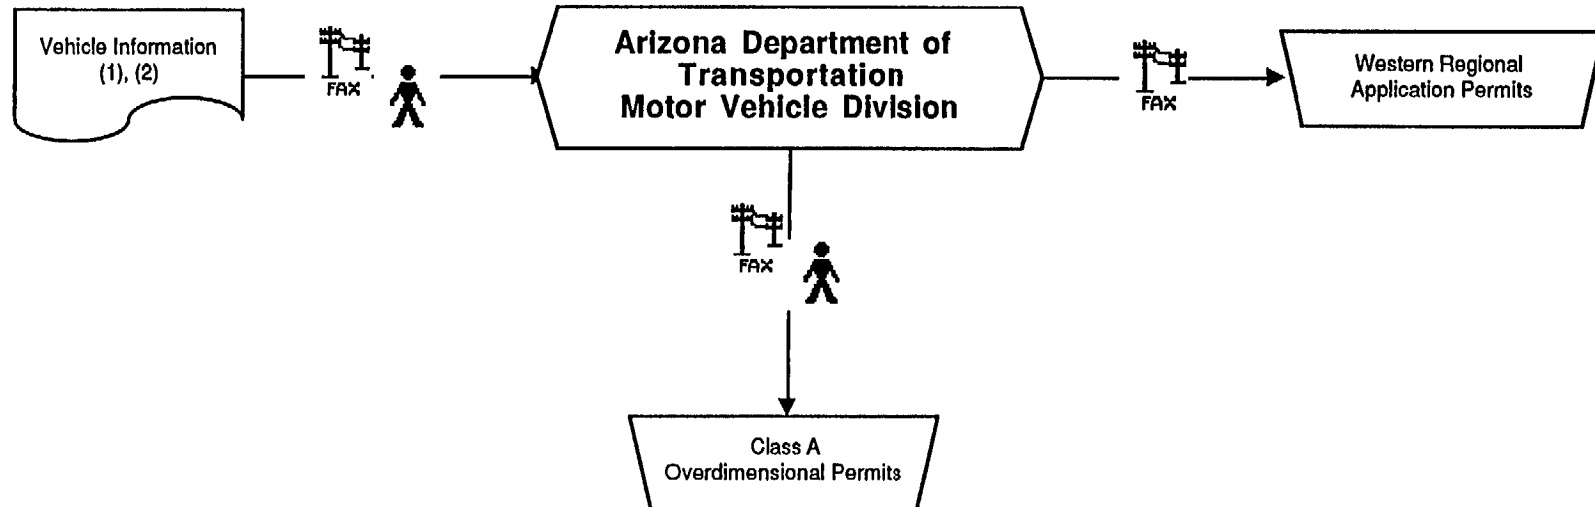 Vehicle Information
(1), (2)
FAX
Arizona Department of
Transportation
Motor Vehicle Division
FAX
Western Regional
Application Permits
FAX
Class A
Overdimensional Permits